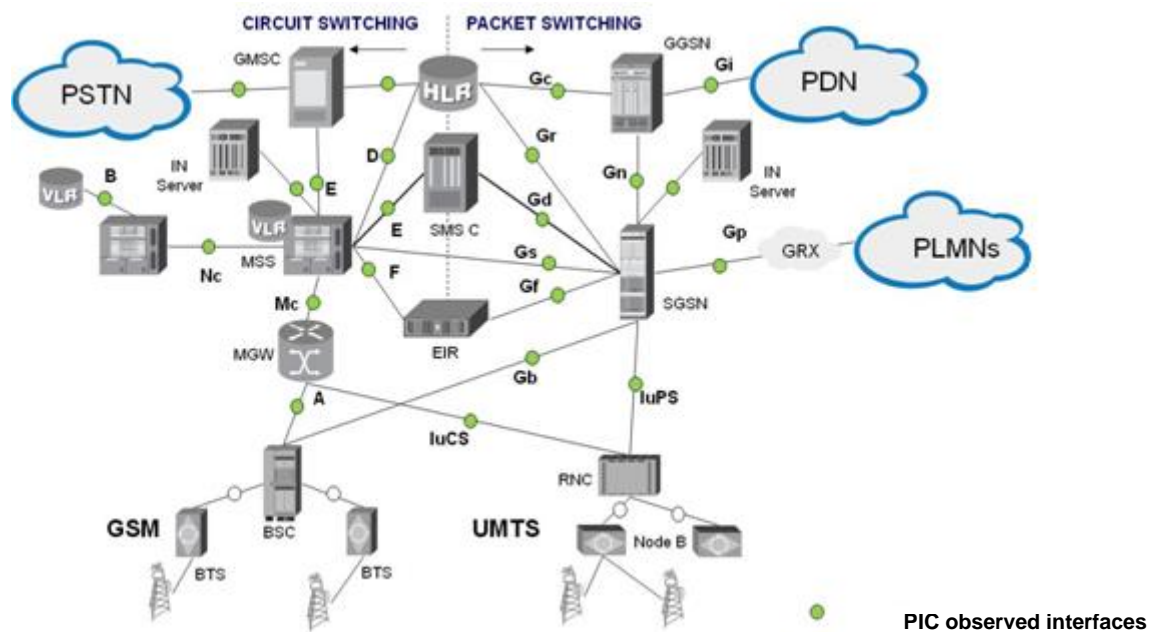 CIRCUIT SWITCHING
PACKET SWITCHING
GMSC
GGSN
PSTN
HLR
Gc
Gi
PDN
IN
Server
D
Gr
Gn
IN
Server
B
VLR
E
VLR
E
SMS C
Gd
Gp
GRX
PLMNs
Nc
MSS
F
Gs
Gf
SGSN
Mc
MGW
EIR
Gb
A
IuPS
IuCS
RNC
GSM
BSC
UMTS
Node B
BTS
BTS
PIC observed interfaces